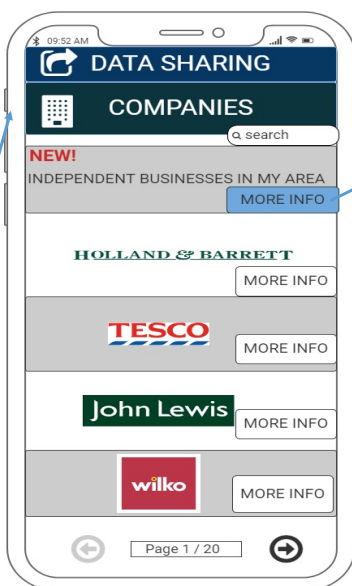 09:52 AM
DATA SHARING
COMPANIES
search
NEW!
INDEPENDENT BUSINESSES IN MY AREA
MORE INFO
HOLLAND & BARRETT
MORE INFO
TESCO
MORE INFO
John Lewis
MORE INFO
wilko
MORE INFO
Page 1 / 20